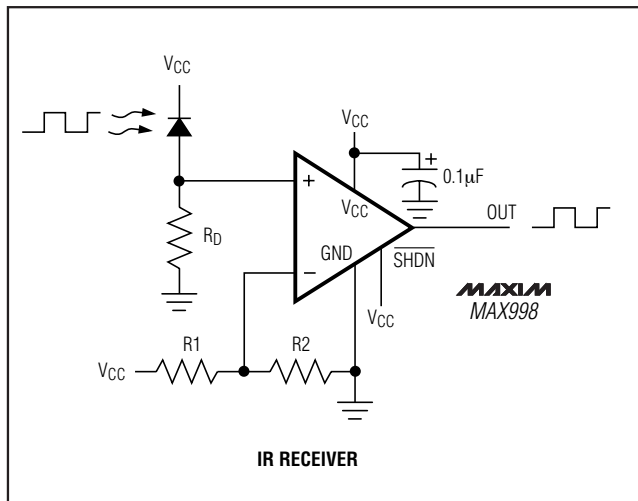 VCC
VCC
+
+
0.1µF
VCC
RD
OUT
GND
SHDN
−
MAXIM
MAX998
VCC
R1
R2
VCC
IR RECEIVER